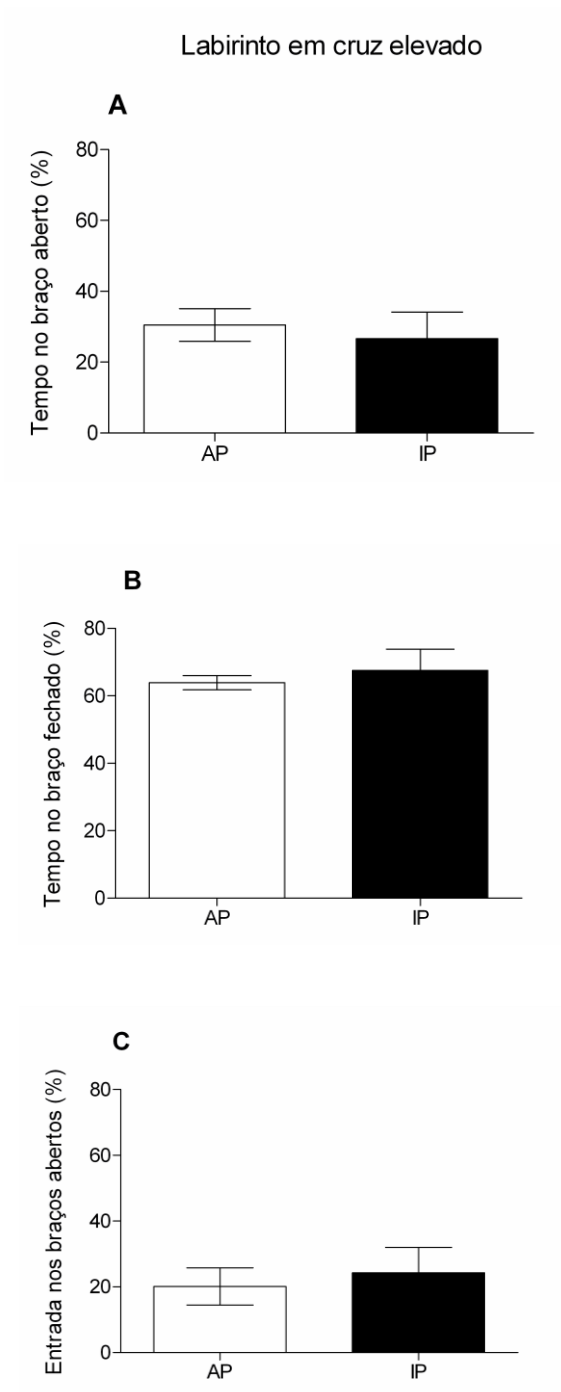 Labirinto em cruz elevado
A
Tempo no braço aberto (%)
80
60
40
20
0
AP IP
B
Tempo no braço fechado (%)
80
60
40
20
0
AP IP
C
Entrada nos braços abertos (%)
80
60
40
20
0
AP IP